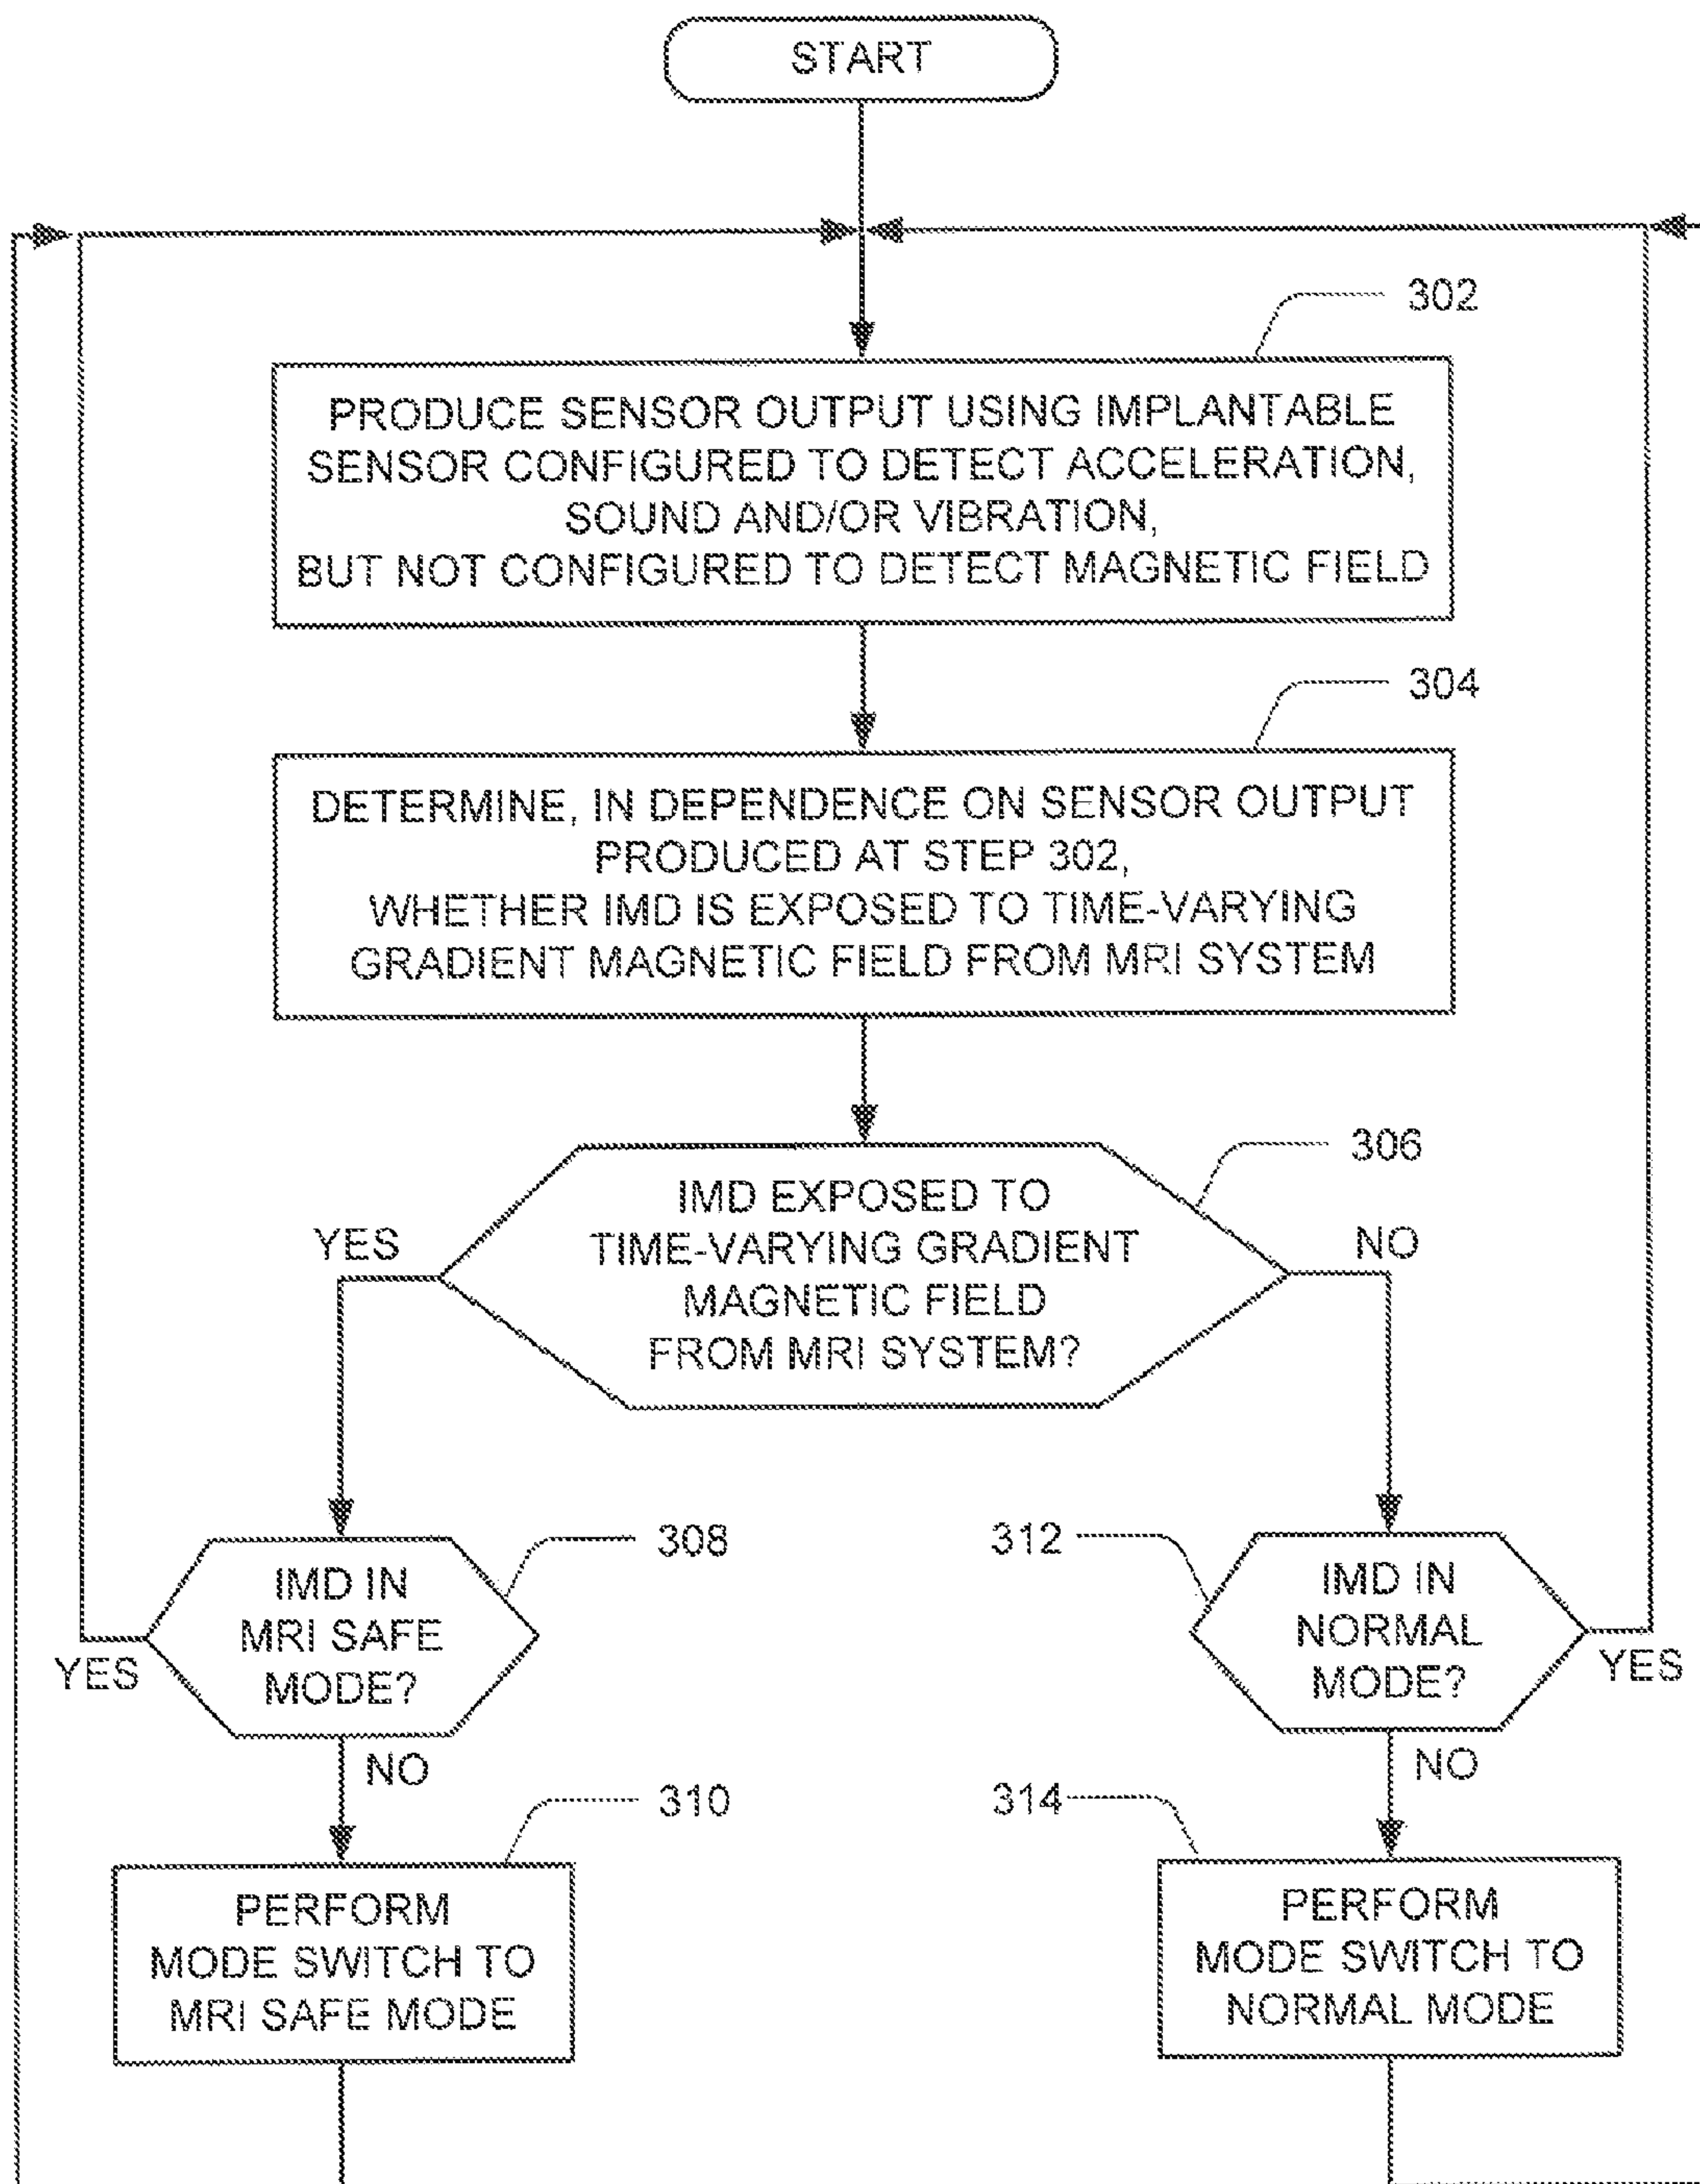 START
302
PRODUCE SENSOR OUTPUT USING IMPLANTABLE
SENSOR CONFIGURED TO DETECT ACCELERATION,
SOUND AND/OR VIBRATION,
BUT NOT CONFIGURED TO DETECT MAGNETIC FIELD
304
DETERMINE, IN DEPENDENCE ON SENSOR OUTPUT
PRODUCED AT STEP 302,
WHETHER IMD IS EXPOSED TO TIME-VARYING
GRADIENT MAGNETIC FIELD FROM MRI SYSTEM
306
IMD EXPOSED TO
TIME-VARYING GRADIENT
MAGNETIC FIELD
FROM MRI SYSTEM?
YES
NO
308
IMD IN
MRI SAFE
MODE?
YES
NO
312
IMD IN
NORMAL
MODE?
YES
NO
310
PERFORM
MODE SWITCH TO
MRI SAFE MODE
314
PERFORM
MODE SWITCH TO
NORMAL MODE